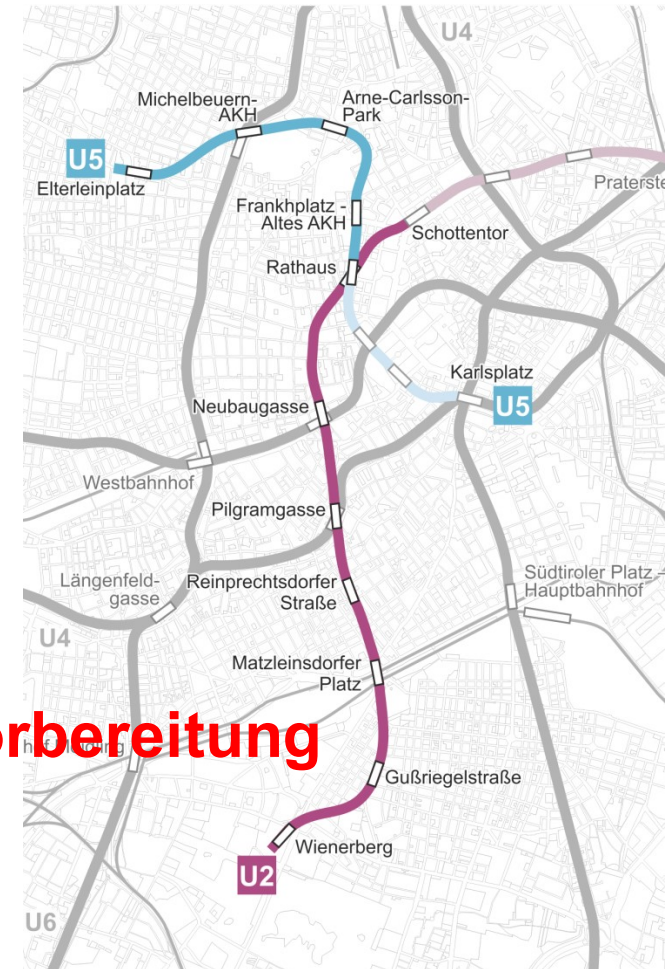 U4
Michelbeuern-
AKH
Arne-Carlsson-
Park
U5
Elterleinplatz
Praterste
Frankhplatz -
Altes AKH
Schottentor
Rathaus
Karlsplatz
U5
Neubaugasse
Westbahnhof
Pilgramgasse
Längenfeld-
gasse
Reinprechtsdorfer
Straße
Südtiroler Platz -
Hauptbahnhof
U4
Matzleinsdorfer
Platz
orbereitung
Gußriegelstraße
Wienerberg
U2
U6